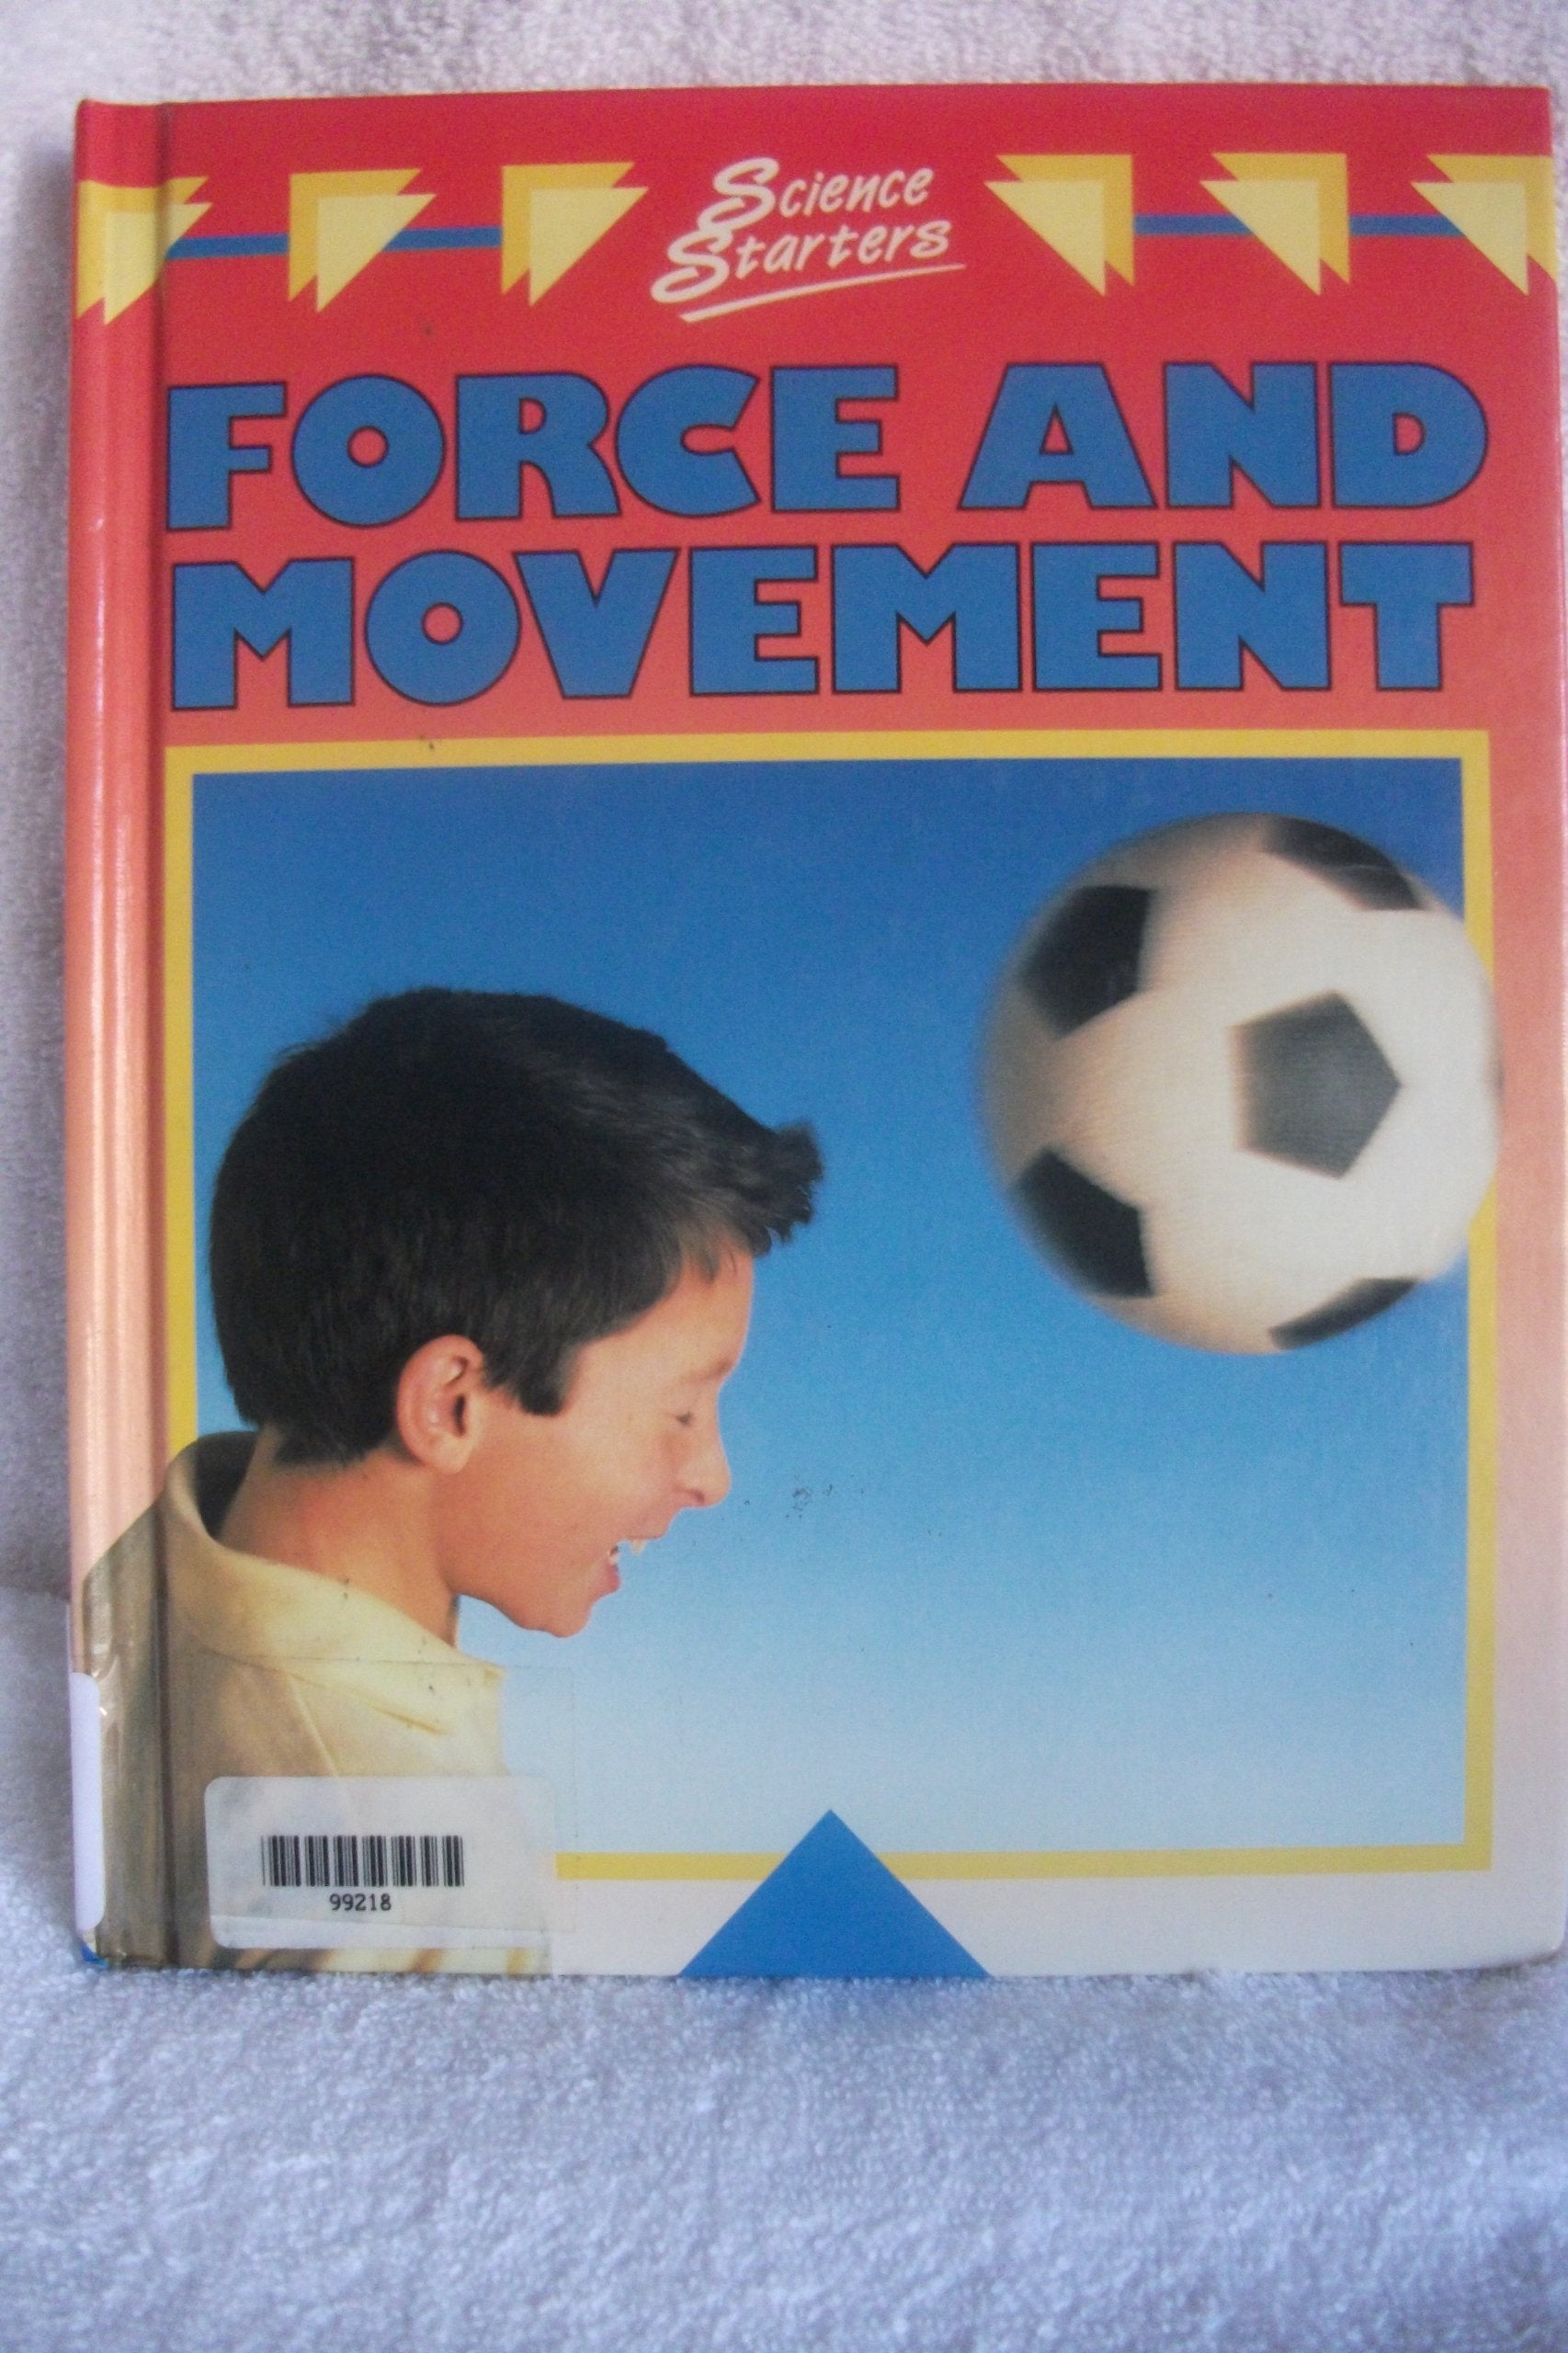 Science
Starters
FORCE AND
MOVEMENT
99218